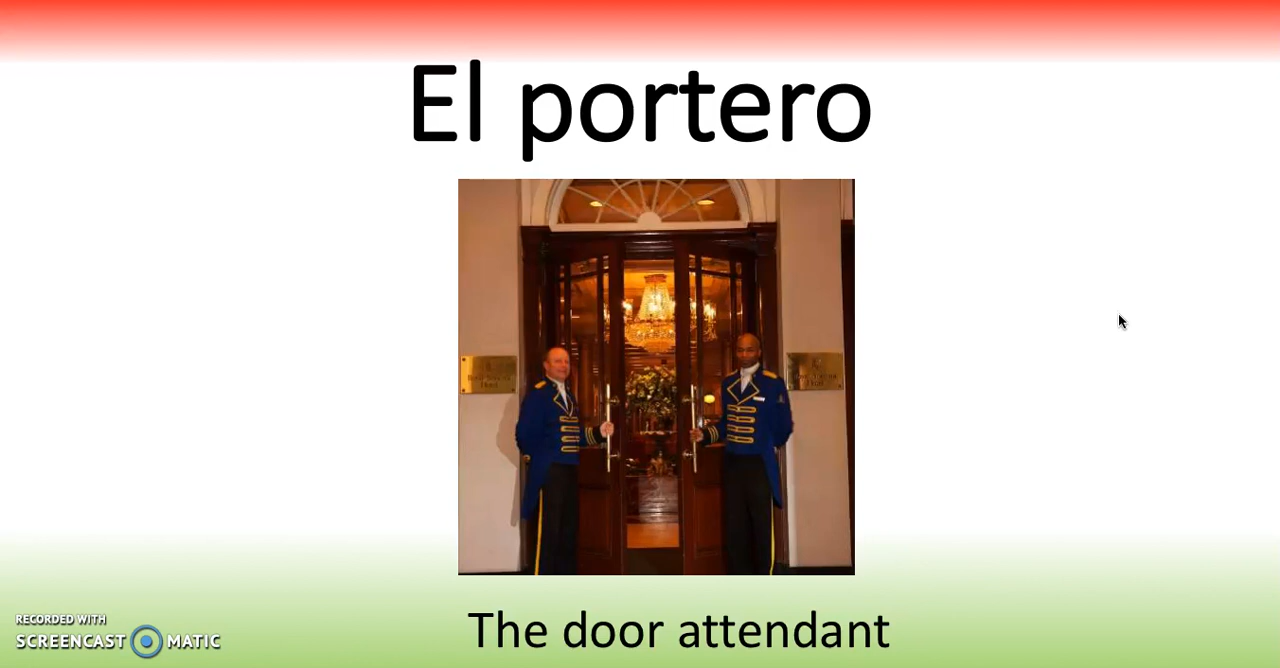 El portero
The door attendant
RECORDED WITH
SCREENCAST MATIC